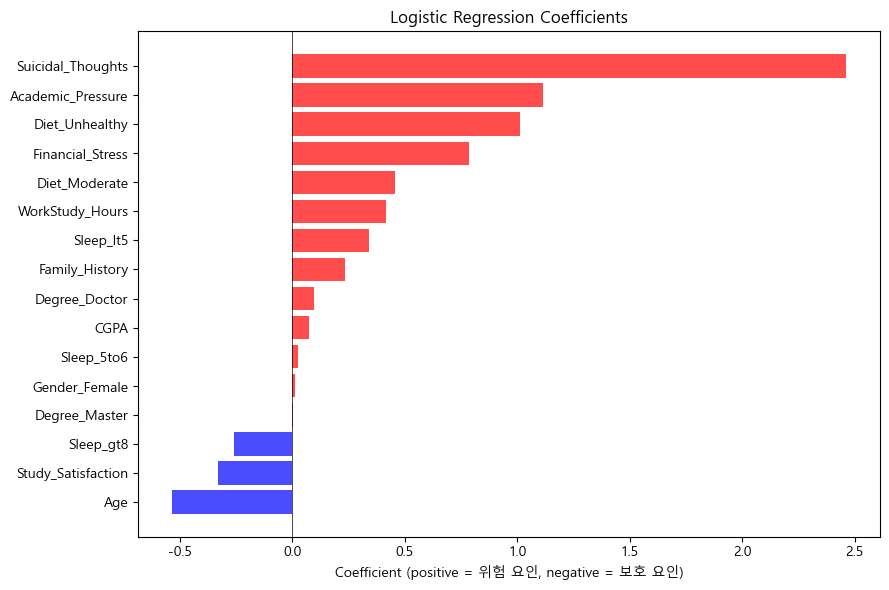 Logistic Regression Coefficients
Suicidal_Thoughts
Academic_Pressure
Diet_Unhealthy
Financial_Stress
Diet_Moderate
WorkStudy_Hours
Sleep_lt5
Family_History
Degree_Doctor
CGPA
Sleep_5to6
Gender_Female
Degree_Master
Sleep_gt8
Study_Satisfaction
Age
-0.5 0.0 0.5 1.0 1.5 2.0 2.5
Coefficient (positive = 위험 요인, negative = 보호 요인)